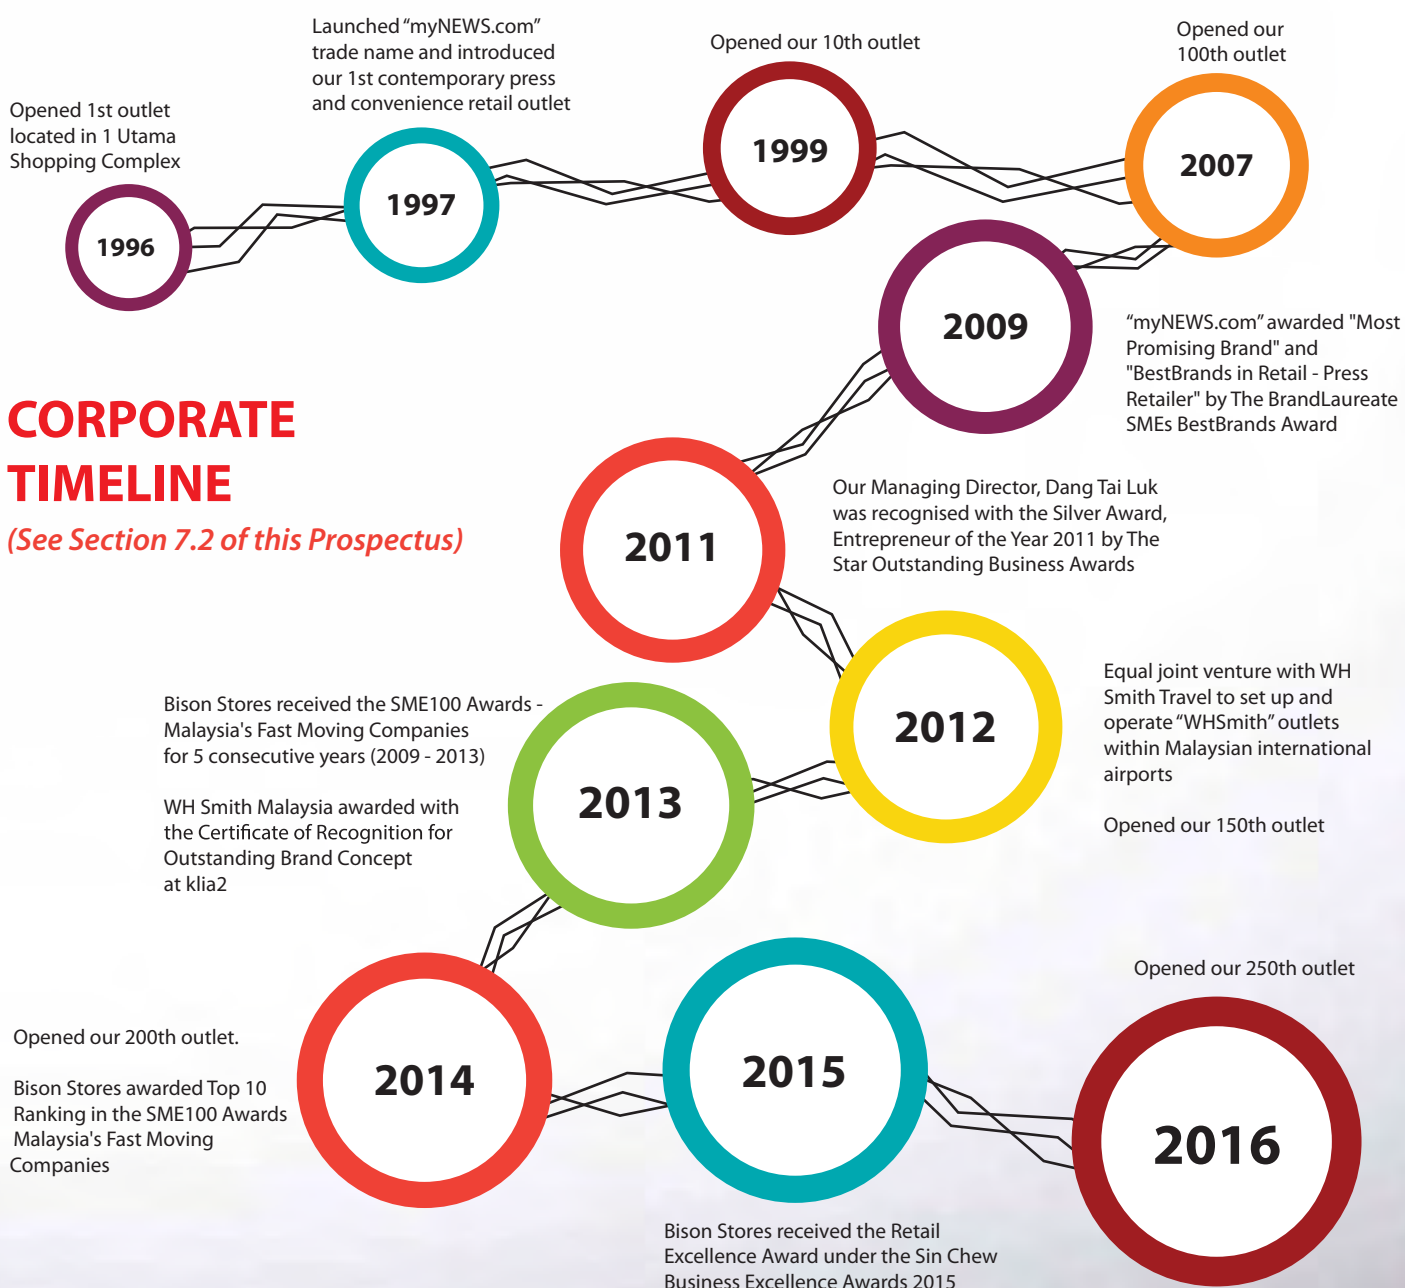 Opened 1st outlet
located in 1 Utama
Shopping Complex
1996
Launched “myNEWS.com”
trade name and introduced
our 1st contemporary press
and convenience retail outlet
1997
Opened our 10th outlet
1999
Opened our
100th outlet
2007
2009
“myNEWS.com” awarded "Most
Promising Brand" and
"BestBrands in Retail - Press
Retailer" by The BrandLaureate
SMEs BestBrands Award
CORPORATE
TIMELINE
(See Section 7.2 of this Prospectus)
2011
Our Managing Director, Dang Tai Luk
was recognised with the Silver Award,
Entrepreneur of the Year 2011 by The
Star Outstanding Business Awards
2012
Equal joint venture with WH
Smith Travel to set up and
operate “WHSmith” outlets
within Malaysian international
airports
Opened our 150th outlet
Bison Stores received the SME100 Awards -
Malaysia's Fast Moving Companies
for 5 consecutive years (2009 - 2013)
WH Smith Malaysia awarded with
the Certificate of Recognition for
Outstanding Brand Concept
at klia2
2013
Opened our 200th outlet.
Bison Stores awarded Top 10
Ranking in the SME100 Awards
Malaysia's Fast Moving
Companies
2014
2015
Bison Stores received the Retail
Excellence Award under the Sin Chew
Business Excellence Awards 2015
Opened our 250th outlet
2016